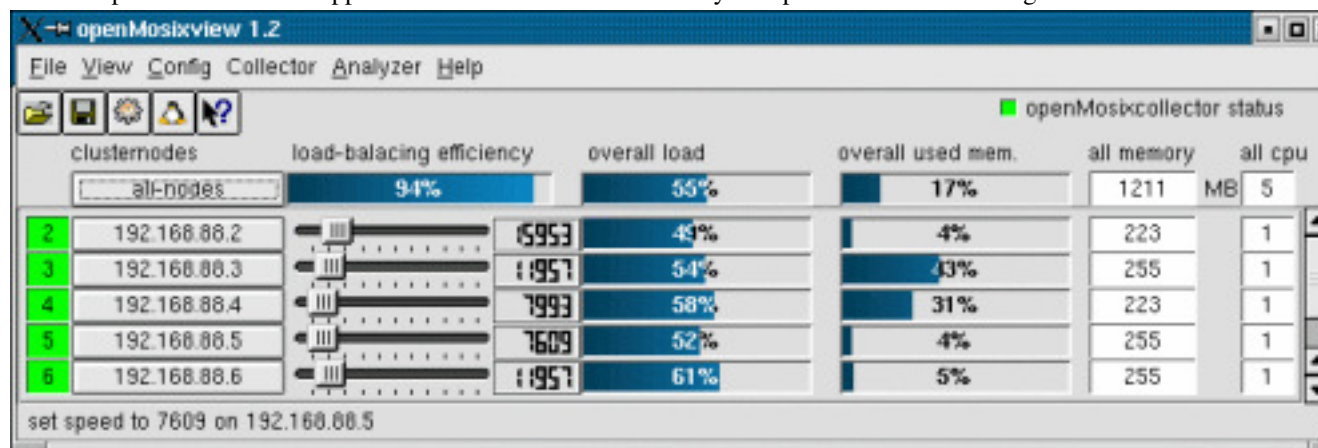 openMosixview 1.2
File View Config Collector Analyzer Help
openMosixcollector status
clusternodes load-balacing efficiency overall load overall used mem. all memory all cpu
all-nodes 94% 55% 17% 1211 MB 5
2 192.168.88.2 15953 49% 4% 223 1
3 192.168.88.3 11957 54% 43% 255 1
4 192.168.88.4 7993 58% 31% 223 1
5 192.168.88.5 7609 52% 4% 255 1
6 192.168.88.6 11957 61% 5% 255 1
set speed to 7609 on 192.168.88.5